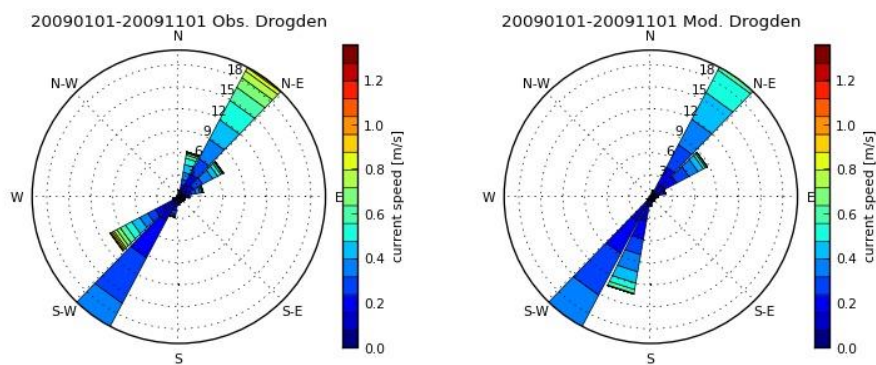 20090101-20091101 Obs. Drogden
N
N-E
E
S-E
S
S-W
W
N-W
18
15
12
9
6
1.2
1.0
0.8
0.6
0.4
0.2
0.0
current speed [m/s]
20090101-20091101 Mod. Drogden
N
N-E
E
S-E
S
S-W
W
N-W
18
15
12
9
6
1.2
1.0
0.8
0.6
0.4
0.2
0.0
current speed [m/s]